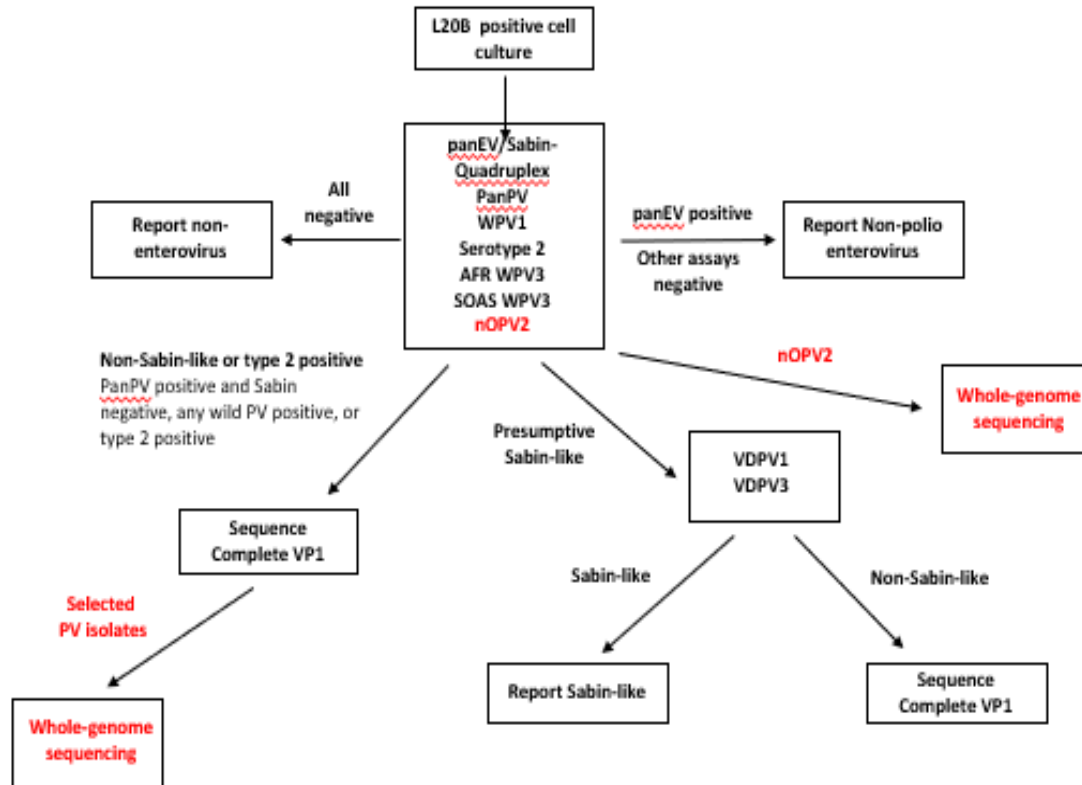 L20B positive cell
culture
panEV/Sabin-
Quadruplex
PanPV
WPV1
Serotype 2
AFR WPV3
SOAS WPV3
nOPV2
All
negative
Report non-
enterovirus
panEV positive
Other assays
negative
Report Non-polio
enterovirus
Non-Sabin-like or type 2 positive
PanPV positive and Sabin
negative, any wild PV positive, or
type 2 positive
nOPV2
Whole-genome
sequencing
Presumptive
Sabin-like
VDPV1
VDPV3
Sequence
Complete VP1
Sabin-like
Non-Sabin-like
Selected
PV isolates
Report Sabin-like
Sequence
Complete VP1
Whole-genome
sequencing